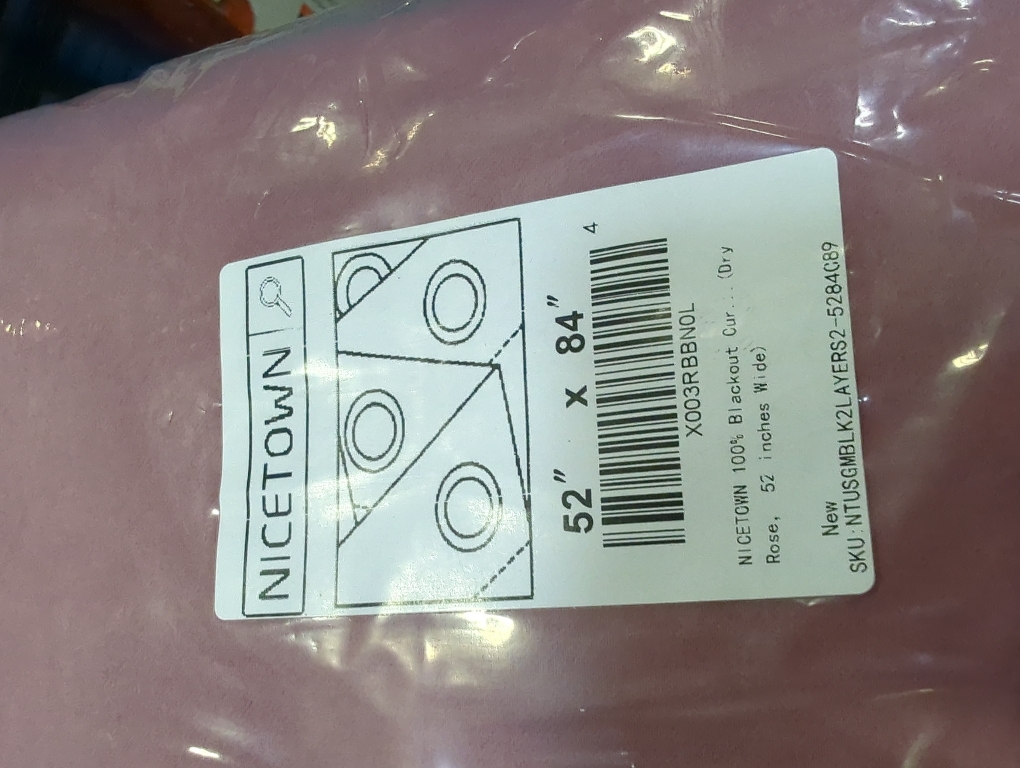 NICETOWN
52" X 84"
4
X003RBBNOL
NICETOWN 100% Blackout Cur...(Dry
Rose, 52 inches Wide)
New
SKU:NTUSGMBLK2LAYERS2-5284C89